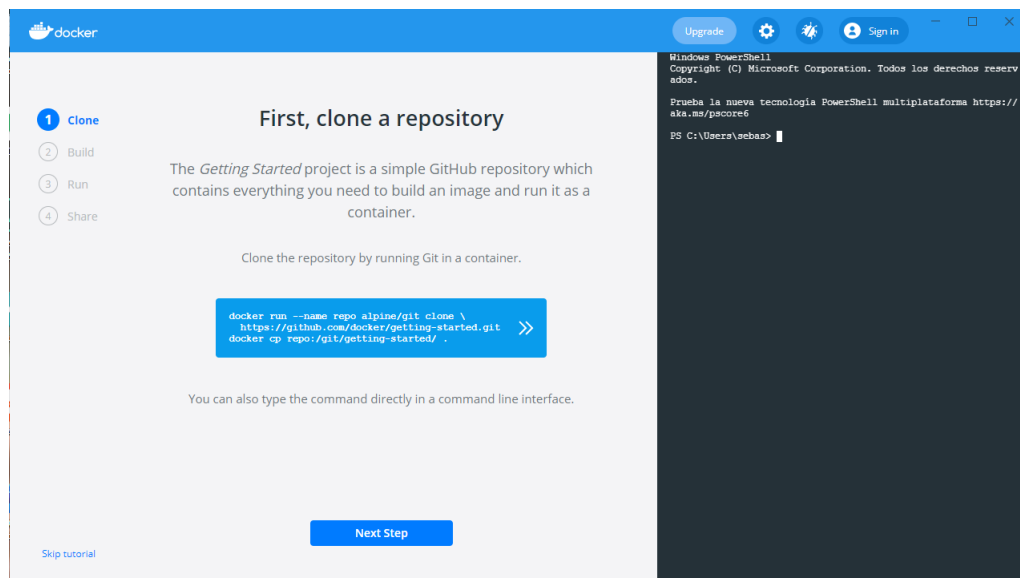 docker
Upgrade
Sign in
1 Clone
2 Build
3 Run
4 Share
First, clone a repository
The Getting Started project is a simple GitHub repository which
contains everything you need to build an image and run it as a
container.
Clone the repository by running Git in a container.
docker run --name repo alpine/git clone \
https://github.com/docker/getting-started.git
docker cp repo:/git/getting-started/ .
You can also type the command directly in a command line interface.
Next Step
Skip tutorial
Windows PowerShell
Copyright (C) Microsoft Corporation. Todos los derechos reserv
ados.
Prueba la nueva tecnología PowerShell multiplataforma https://
aka.ms/pscore6
PS C:\Users\sebas>